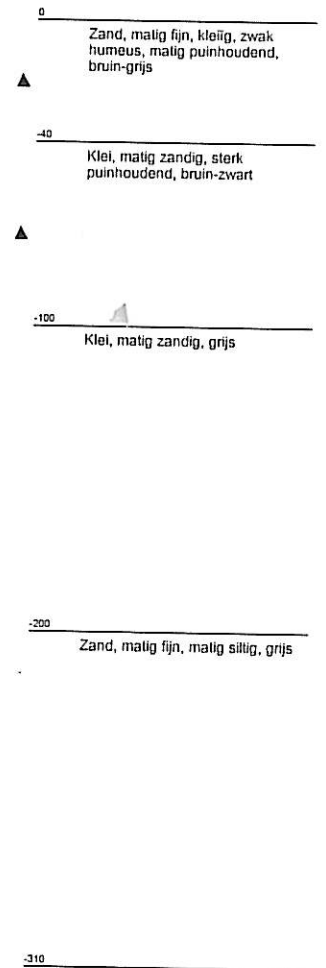 0
Zand, matig fijn, kleiïg, zwak
humeus, matig puinhoudend,
bruin-grijs
-40
Klei, matig zandig, sterk
puinhoudend, bruin-zwart
-100
Klei, matig zandig, grijs
-200
Zand, matig fijn, matig siltig, grijs
-310